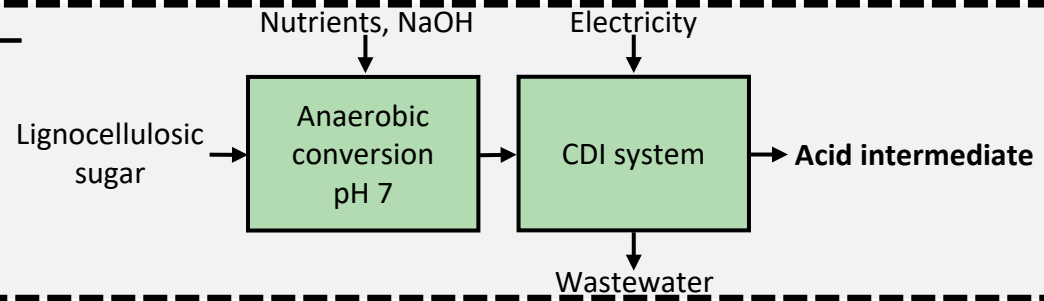 Nutrients, NaOH
Electricity
Lignocellulosic
sugar
Anaerobic
conversion
pH 7
CDI system
Acid intermediate
Wastewater